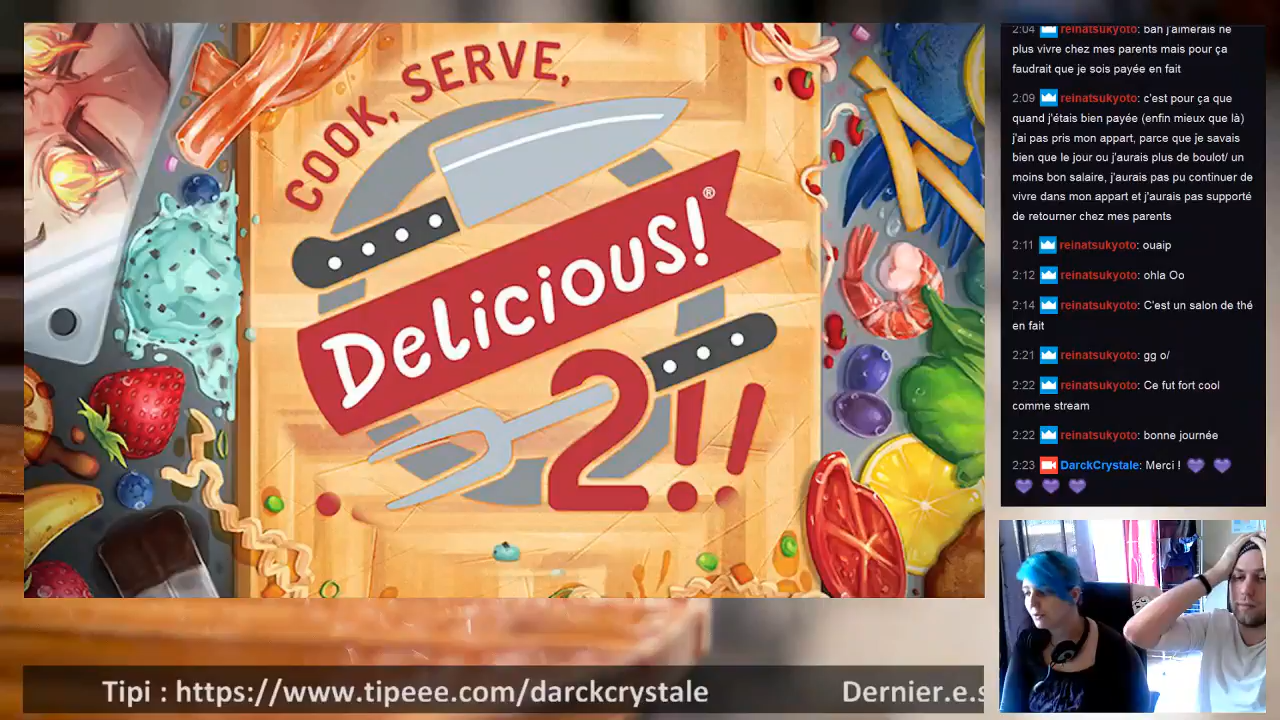 COOK, SERVE,
Delicious!®
2!!
2:04 reinatsukyoto: bah j'aimerais ne
plus vivre chez mes parents mais pour ça
faudrait que je sois payée en fait
2:09 reinatsukyoto: c'est pour ça que
quand j'étais bien payée (enfin mieux que là)
j'ai pas pris mon appart, parce que je savais
bien que le jour ou j'aurais plus de boulot/ un
moins bon salaire, j'aurais pas pu continuer de
vivre dans mon appart et j'aurais pas supporté
de retourner chez mes parents
2:11 reinatsukyoto: ouaip
2:12 reinatsukyoto: ohla Oo
2:14 reinatsukyoto: C'est un salon de thé
en fait
2:21 reinatsukyoto: gg o/
2:22 reinatsukyoto: Ce fut fort cool
comme stream
2:22 reinatsukyoto: bonne journée
2:23 DarckCrystale: Merci !
Tipi : https://www.tipeee.com/darckcrystale
Dernier.e.s